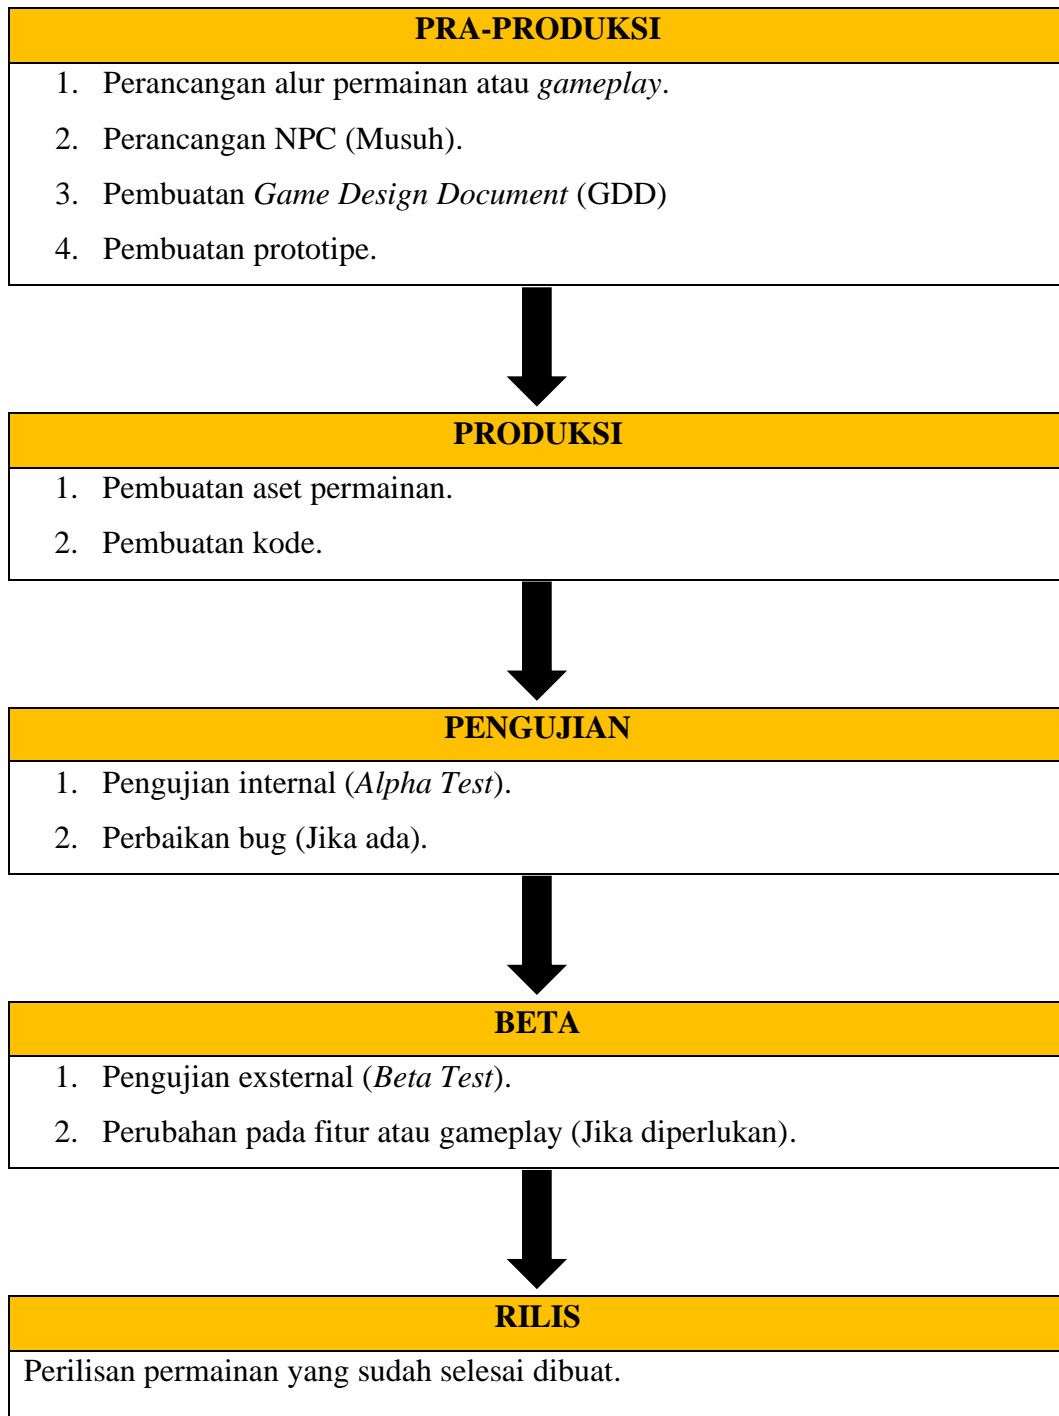 PRA-PRODUKSI
1. Perancangan alur permainan atau gameplay.
2. Perancangan NPC (Musuh).
3. Pembuatan Game Design Document (GDD)
4. Pembuatan prototipe.
PRODUKSI
1. Pembuatan aset permainan.
2. Pembuatan kode.
PENGUJIAN
1. Pengujian internal (Alpha Test).
2. Perbaikan bug (Jika ada).
BETA
1. Pengujian exsternal (Beta Test).
2. Perubahan pada fitur atau gameplay (Jika diperlukan).
RILIS
Perilisan permainan yang sudah selesai dibuat.